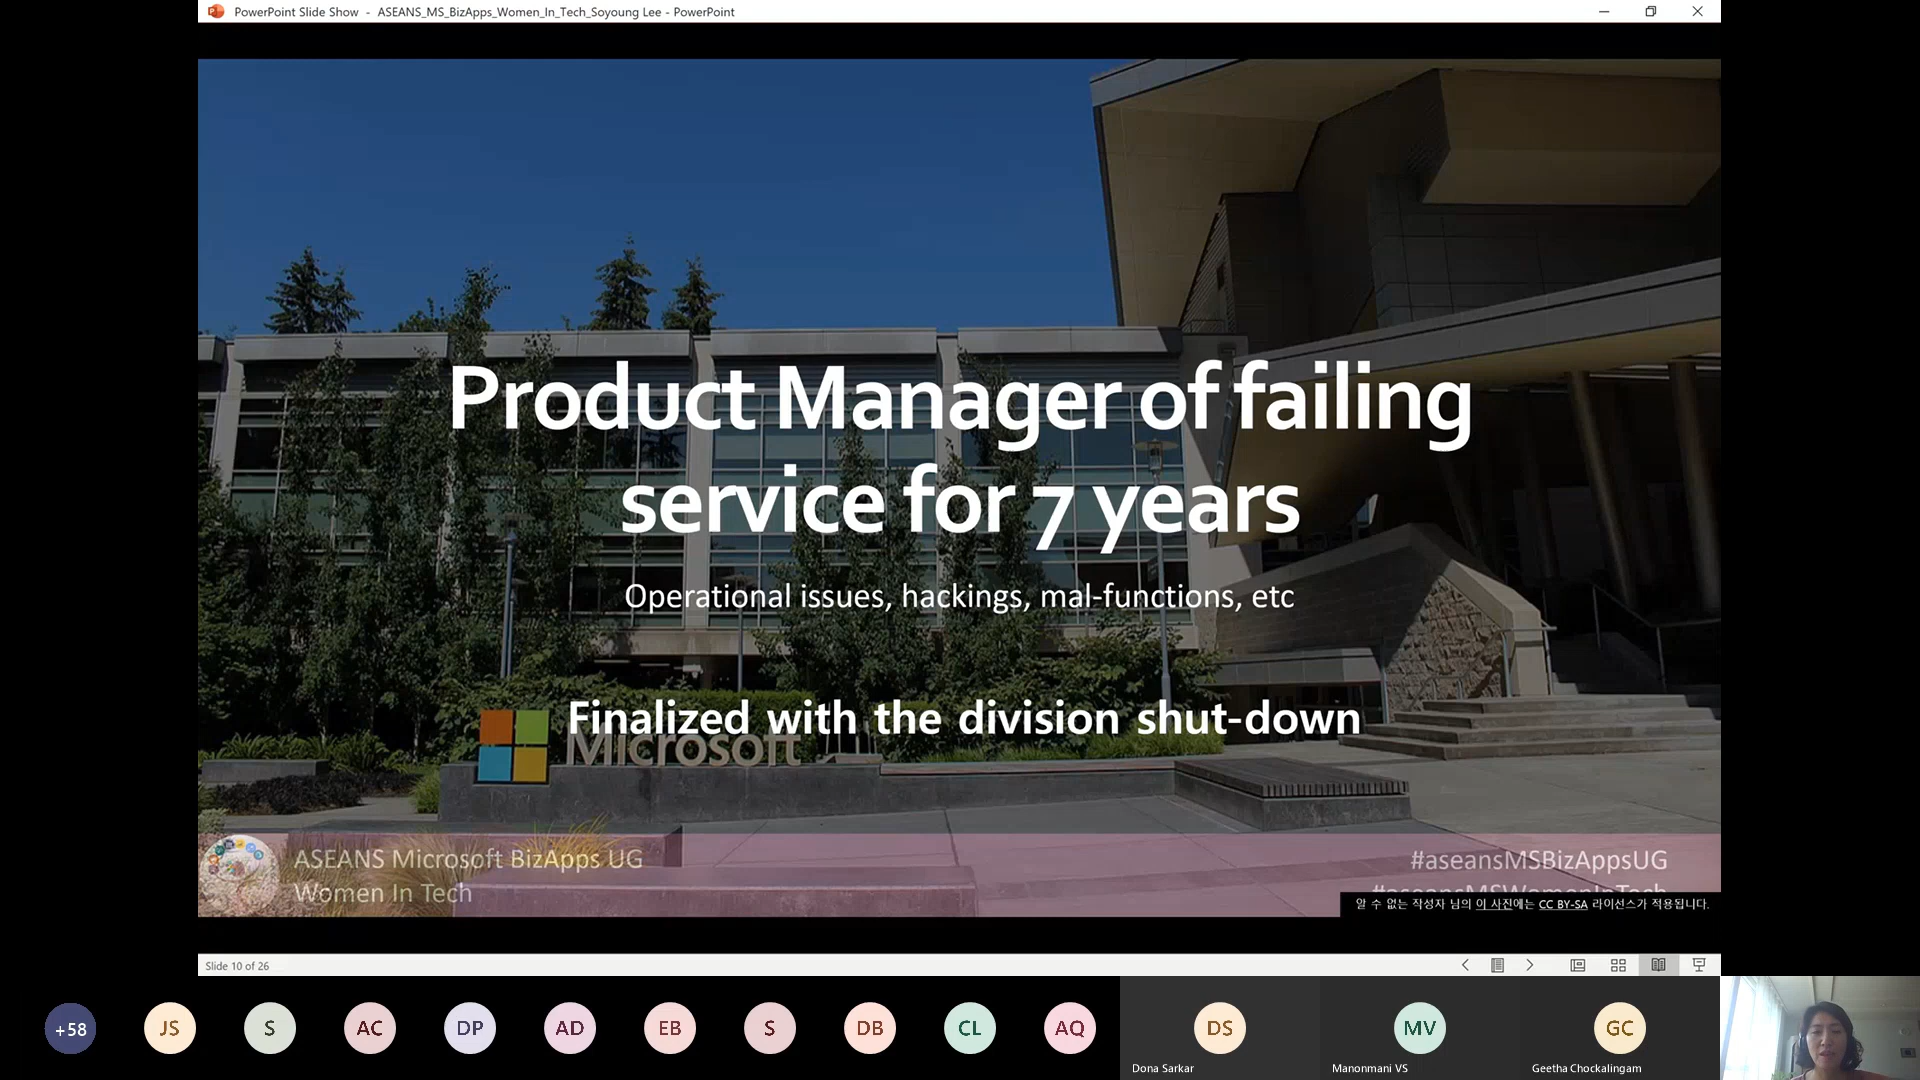 PowerPoint Slide Show - ASEANS_MS_BizApps_Women_In_Tech_Soyoung Lee - PowerPoint
Product Manager of failing
service for 7 years
Operational issues, hackings, mal-functions, etc
Finalized with the division shut-down
Microsoft
ASEANS Microsoft BizApps UG
Women In Tech
#aseansMSBizAppsUG
#aseansMSWomenInTech
알 수 없는 작성자 님의 이 사진에는 CC BY-SA 라이선스가 적용됩니다.
Slide 10 of 26
+58
JS
S
AC
DP
AD
EB
S
DB
CL
AQ
DS
MV
GC
Dona Sarkar
Manonmani VS
Geetha Chockalingam